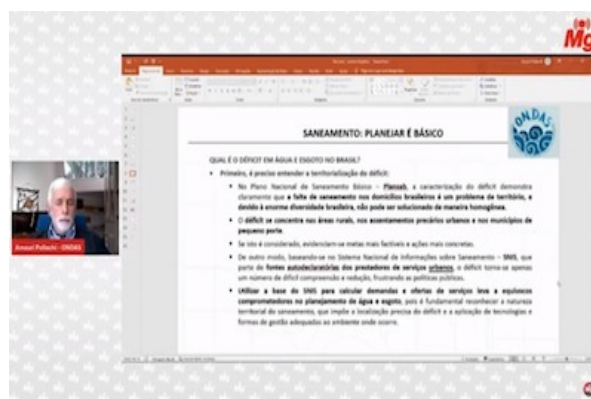 Mg
ONDAS
SANEAMENTO: PLANEJAR É BÁSICO
QUAL É O DÉFICIT EM ÁGUA E ESGOTO NO BRASIL?
• Primeiro, é preciso entender a territorialização do déficit:
• No Plano Nacional de Saneamento Básico – Plansab, a caracterização do déficit demonstra
claramente que a falta de saneamento nos domicílios brasileiros é um problema de território, e
devido à enorme diversidade brasileira, não pode ser solucionado de maneira homogênea.
• O déficit se concentra nas áreas rurais, nos assentamentos precários urbanos e nos municípios de
pequeno porte.
• Se isto é considerado, evidenciam-se metas mais factíveis e ações mais concretas.
• De outro modo, baseando-se no Sistema Nacional de Informações sobre Saneamento – SNIS, que
parte de fontes autodeclaratórias dos prestadores de serviços urbanos, o déficit torna-se apenas
um número de difícil compreensão e redução, frustrando as políticas públicas.
• Utilizar a base do SNIS para calcular demandas e ofertas de serviços leva a equívocos
comprometedores no planejamento de água e esgoto, pois é fundamental reconhecer a natureza
territorial do saneamento, que impõe a localização precisa do déficit e a aplicação de tecnologias e
formas de gestão adequadas ao ambiente onde ocorre.
Amauri Pollachi - ONDAS